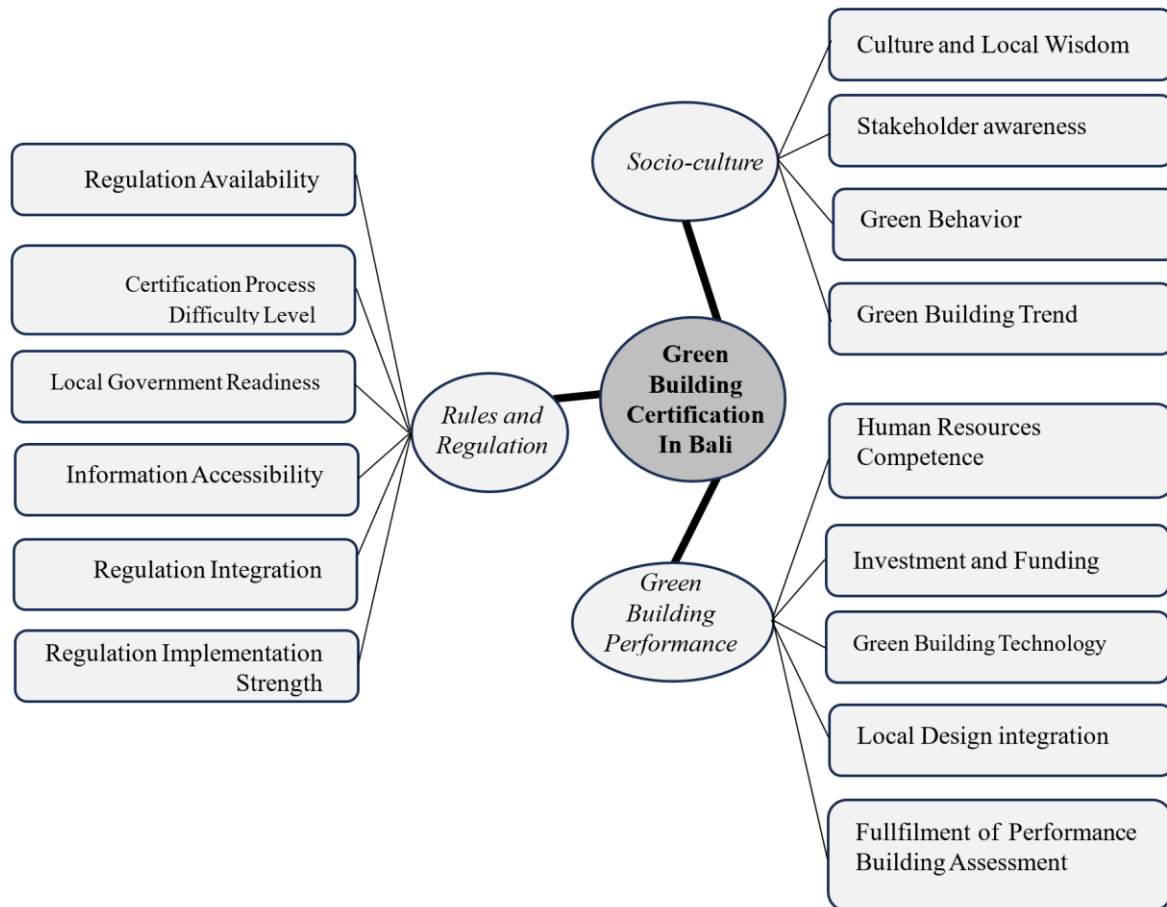 Culture and Local Wisdom
Stakeholder awareness
Socio-culture
Green Behavior
Green Building Trend
Regulation Availability
Certification Process
Difficulty Level
Local Government Readiness
Information Accessibility
Regulation Integration
Regulation Implementation
Strength
Rules and
Regulation
Green
Building
Certification
In Bali
Human Resources
Competence
Investment and Funding
Green
Building
Performance
Green Building Technology
Local Design integration
Fullfilment of Performance
Building Assessment